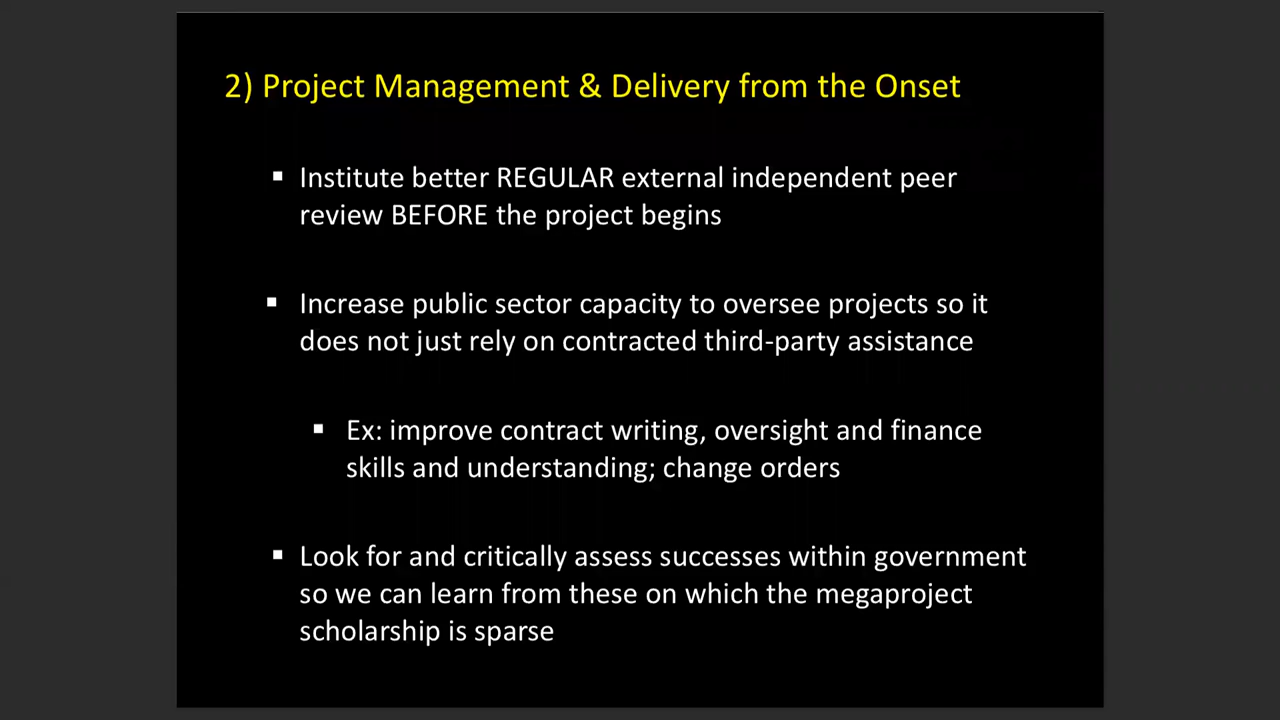 2) Project Management & Delivery from the Onset
▪ Institute better REGULAR external independent peer
review BEFORE the project begins
▪ Increase public sector capacity to oversee projects so it
does not just rely on contracted third-party assistance
▪ Ex: improve contract writing, oversight and finance
skills and understanding; change orders
▪ Look for and critically assess successes within government
so we can learn from these on which the megaproject
scholarship is sparse